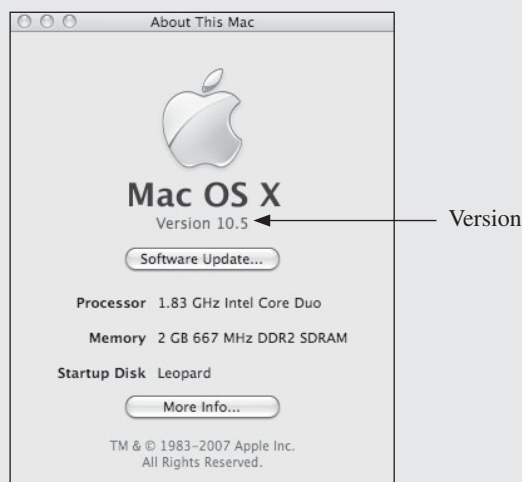 About This Mac
Mac OS X
Version 10.5
Version
Software Update...
Processor 1.83 GHz Intel Core Duo
Memory 2 GB 667 MHz DDR2 SDRAM
Startup Disk Leopard
More Info...
TM & © 1983–2007 Apple Inc.
All Rights Reserved.